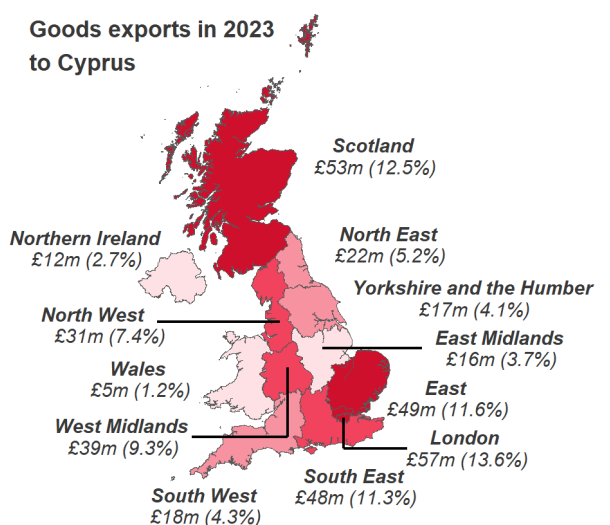 Goods exports in 2023
to Cyprus
Scotland
£53m (12.5%)
Northern Ireland
£12m (2.7%)
North East
£22m (5.2%)
Yorkshire and the Humber
£17m (4.1%)
North West
£31m (7.4%)
East Midlands
£16m (3.7%)
Wales
£5m (1.2%)
East
£49m (11.6%)
West Midlands
£39m (9.3%)
London
£57m (13.6%)
South East
£48m (11.3%)
South West
£18m (4.3%)